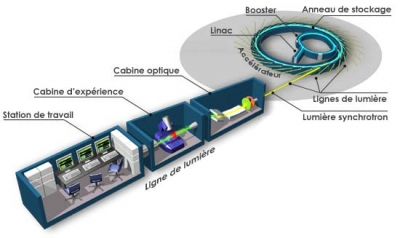 Booster
Anneau de stockage
Linac
Accélérateur
Cabine optique
Lignes de lumière
Cabine d'expérience
Lumière synchrotron
Station de travail
Ligne de lumière